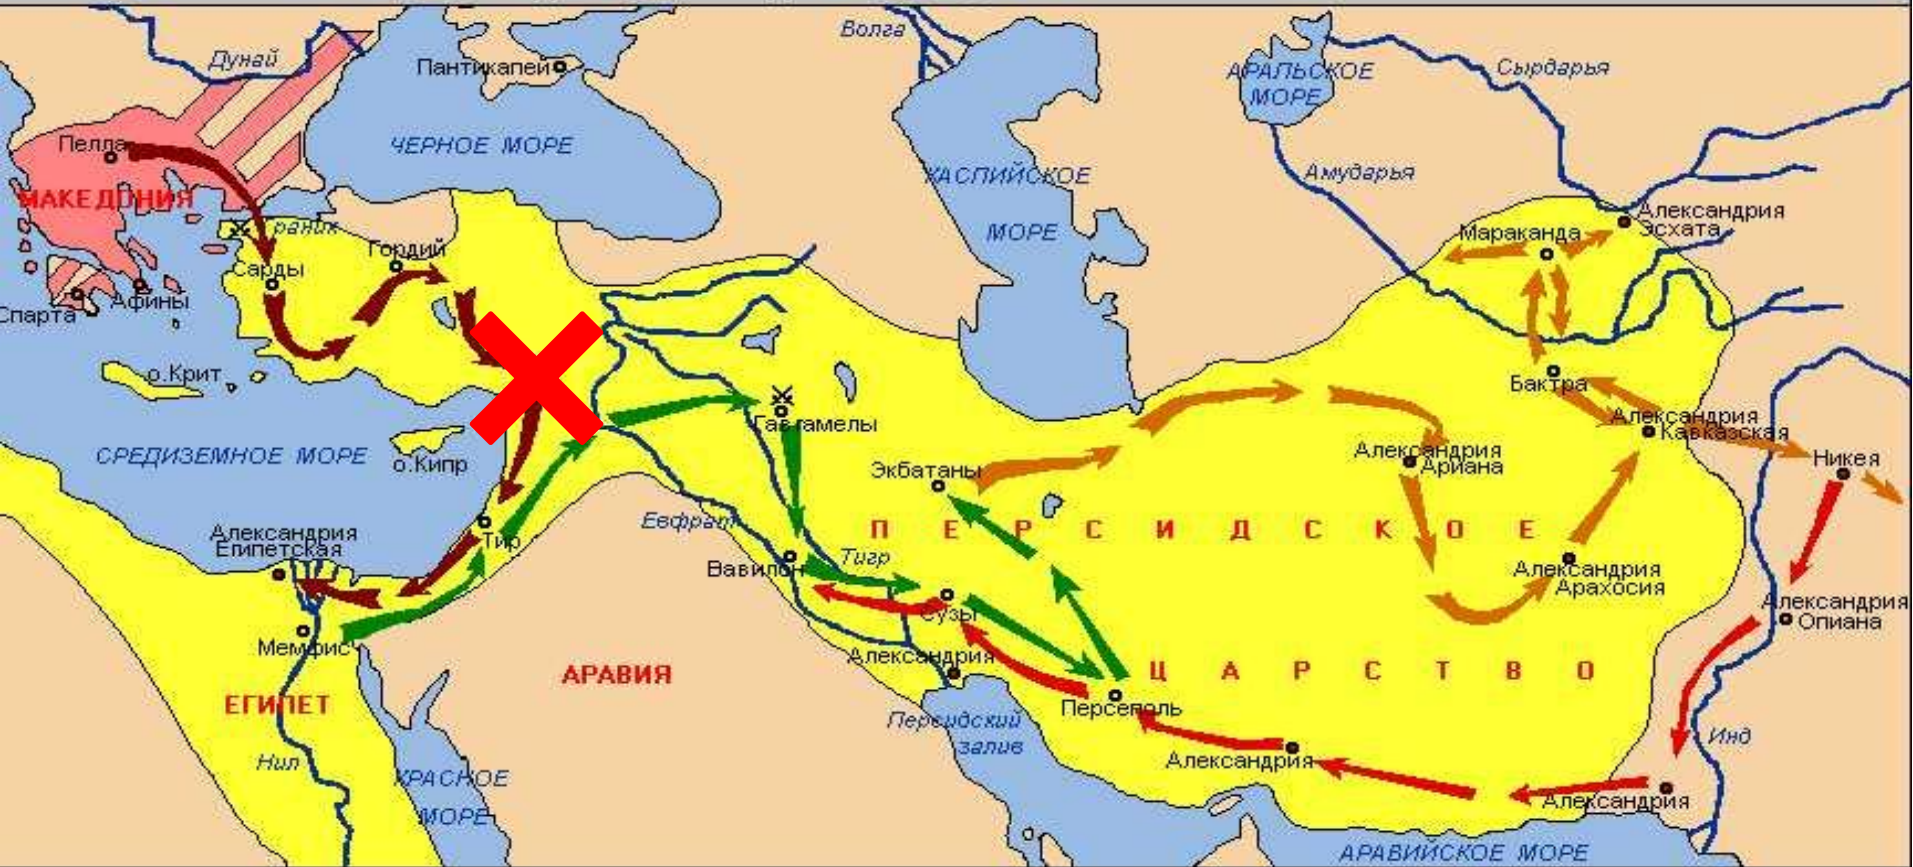 Волга
Дунай
Пантикапей
АРАЛЬСКОЕ
МОРЕ
Сырдарья
Пелла
ЧЕРНОЕ МОРЕ
КАСПИЙСКОЕ
МОРЕ
Амударья
МАКЕДОНИЯ
Граник
Гордий
Мараканда
Александрия
Эсхата
Сарды
Афины
Спарта
о.Крит
Бактра
СРЕДИЗЕМНОЕ МОРЕ
о.Кипр
Гавгамелы
Александрия
Кавказская
Экбатаны
Александрия
Ариана
Никея
Александрия
Египетская
Тир
Евфрат
ПЕРСИДСКОЕ
Вавилон
Тигр
Александрия
Арахосия
Сузы
Александрия
Опиана
Мемфис
Александрия
АРАВИЯ
ЦАРСТВО
ЕГИПЕТ
Персеполь
Персидский
залив
Нил
Инд
КРАСНОЕ
МОРЕ
Александрия
Александрия
АРАВИЙСКОЕ МОРЕ